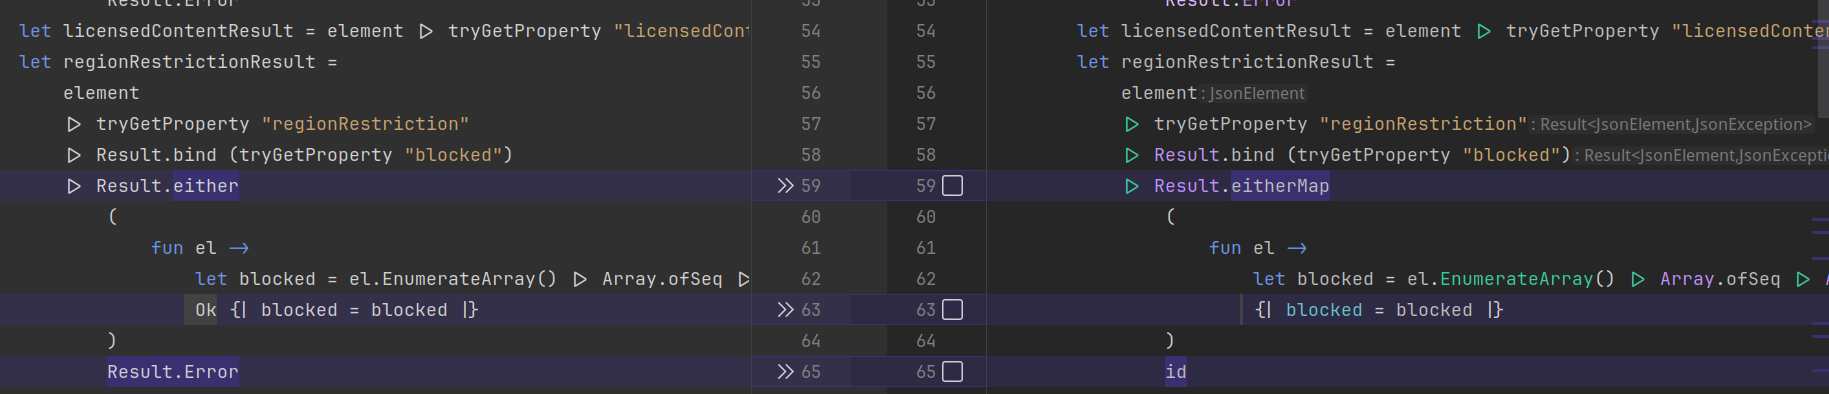 Result.Error 53 53 Result.Error
let licensedContentResult = element |> tryGetProperty "licensedCont 54 54 let licensedContentResult = element |> tryGetProperty "licensedConte
let regionRestrictionResult = 55 55 let regionRestrictionResult =
element 56 56 element : JsonElement
|> tryGetProperty "regionRestriction" 57 57 |> tryGetProperty "regionRestriction" : Result<JsonElement,JsonException>
|> Result.bind (tryGetProperty "blocked") 58 58 |> Result.bind (tryGetProperty "blocked") : Result<JsonElement,JsonExcepti
|> Result.either 59 59 |> Result.eitherMap
( 60 60 (
fun el -> 61 61 fun el ->
let blocked = el.EnumerateArray() |> Array.ofSeq |> 62 62 let blocked = el.EnumerateArray() |> Array.ofSeq |> A
Ok {| blocked = blocked |} 63 63 {| blocked = blocked |}
) 64 64 )
Result.Error 65 65 id